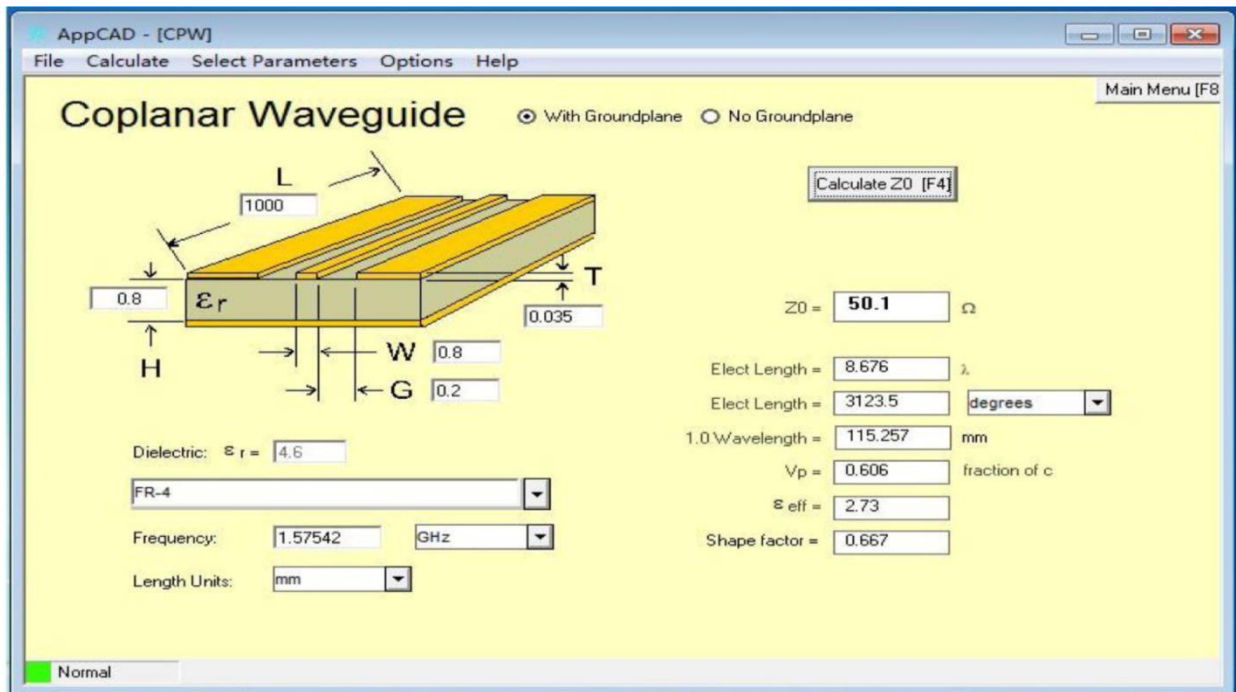 AppCAD - [CPW]
File Calculate Select Parameters Options Help
Main Menu [F8
Coplanar Waveguide
With Groundplane No Groundplane
L
1000
Calculate Z0 [F4]
T
0.8
εr
0.035
Z0 = 50.1 Ω
H
W 0.8
G 0.2
Elect Length = 8.676 λ
Elect Length = 3123.5 degrees
1.0 Wavelength = 115.257 mm
Vp = 0.606 fraction of c
ε eff = 2.73
Shape factor = 0.667
Dielectric: ε r = 4.6
FR-4
Frequency: 1.57542 GHz
Length Units: mm
Normal